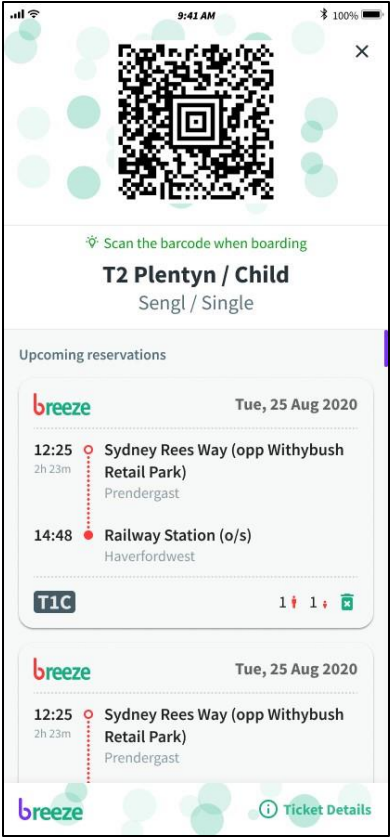 9:41 AM
100%
Scan the barcode when boarding
T2 Plentyn / Child
Sengl / Single
Upcoming reservations
breeze
Tue, 25 Aug 2020
12:25
Sydney Rees Way (opp Withybush
2h 23m
Retail Park)
Prendergast
14:48
Railway Station (o/s)
Haverfordwest
T1C
1
1
breeze
Tue, 25 Aug 2020
12:25
Sydney Rees Way (opp Withybush
2h 23m
Retail Park)
Prendergast
breeze
Ticket Details